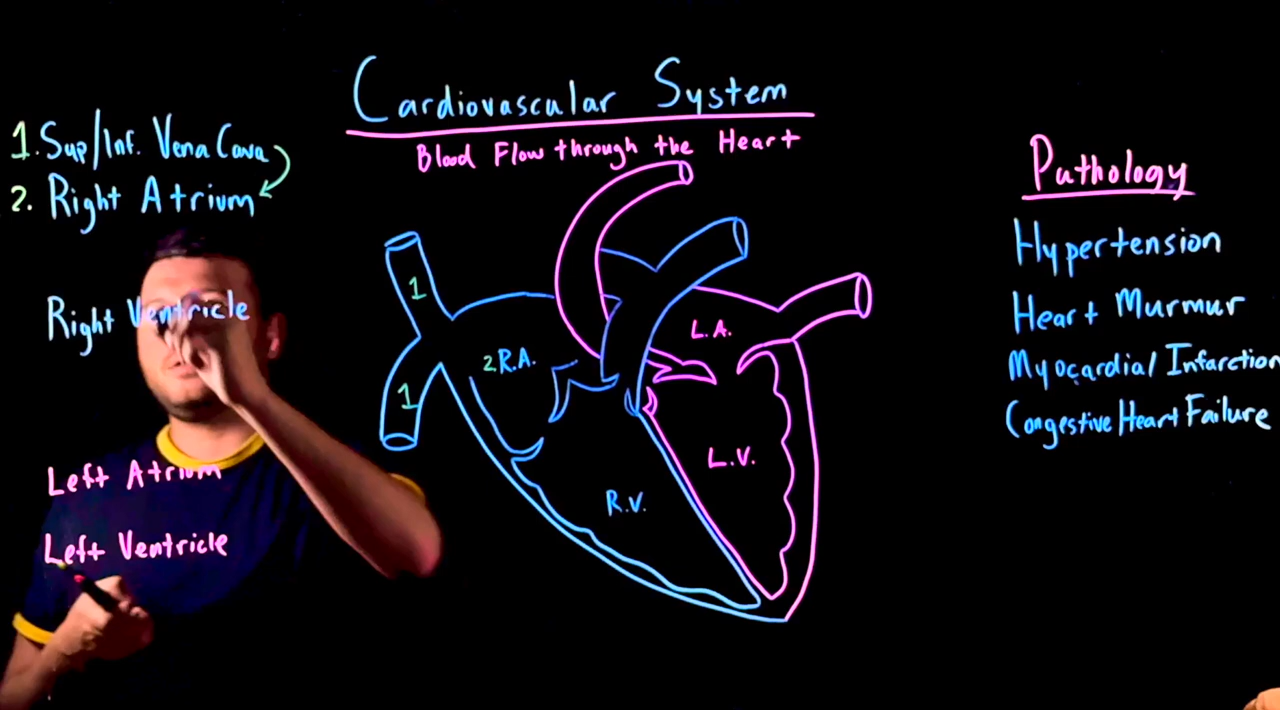 Cardiovascular System
Blood Flow through the Heart
1. Sup/Inf. Vena Cava
2. Right Atrium
Right Ventricle
Left Atrium
Left Ventricle
1
1
2 R.A.
L.A.
L.V.
R.V.
Pathology
Hypertension
Heart Murmur
Myocardial Infarction
Congestive Heart Failure